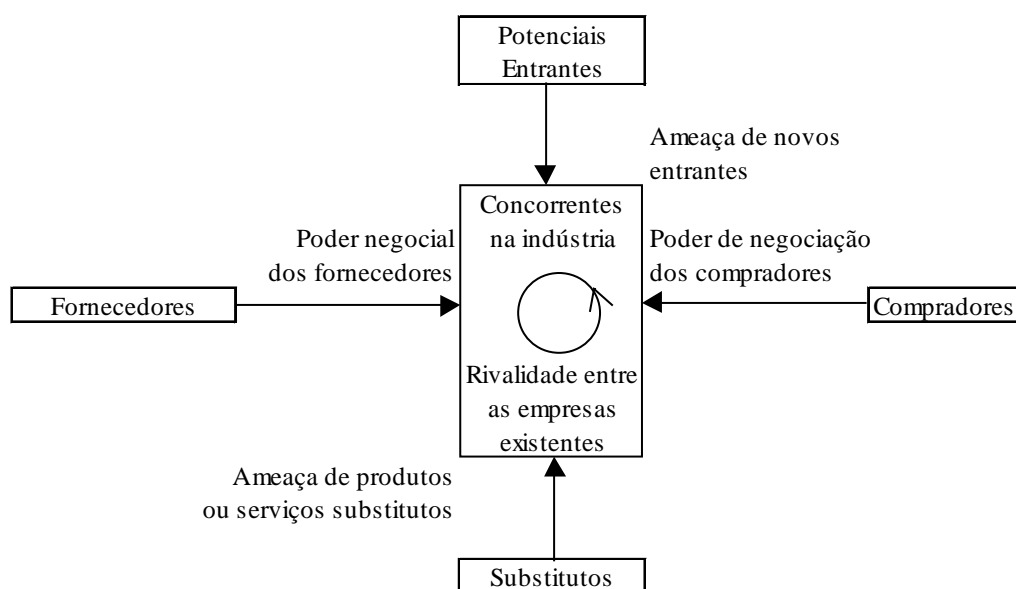 Potenciais
Entrantes
Ameaça de novos
entrantes
Concorrentes
na indústria
Poder negocial
dos fornecedores
Poder de negociação
dos compradores
Fornecedores
Compradores
Rivalidade entre
as empresas
existentes
Ameaça de produtos
ou serviços substitutos
Substitutos